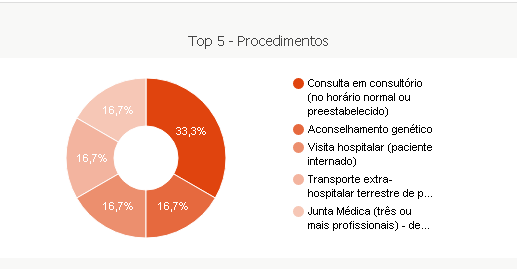 Top 5 - Procedimentos
16,7%
33,3%
16,7%
16,7%
16,7%
Consulta em consultório
(no horário normal ou
preestabelecido)
Aconselhamento genético
Visita hospitalar (paciente
internado)
Transporte extra-
hospitalar terrestre de p...
Junta Médica (três ou
mais profissionais) - de...